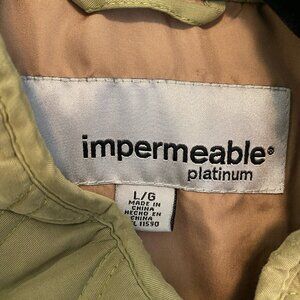 impermeable®
platinum
L/G
MADE IN
CHINA
HECHO EN
CHINA
11590